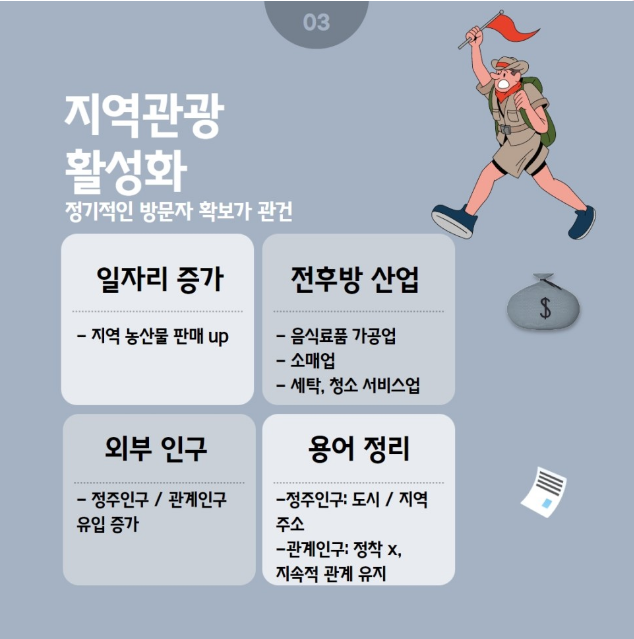 03
지역관광
활성화
정기적인 방문자 확보가 관건
일자리 증가
- 지역 농산물 판매 up
전후방 산업
- 음식료품 가공업
- 소매업
- 세탁, 청소 서비스업
외부 인구
- 정주인구 / 관계인구
유입 증가
용어 정리
-정주인구: 도시 / 지역
주소
-관계인구: 정착 x,
지속적 관계 유지
$